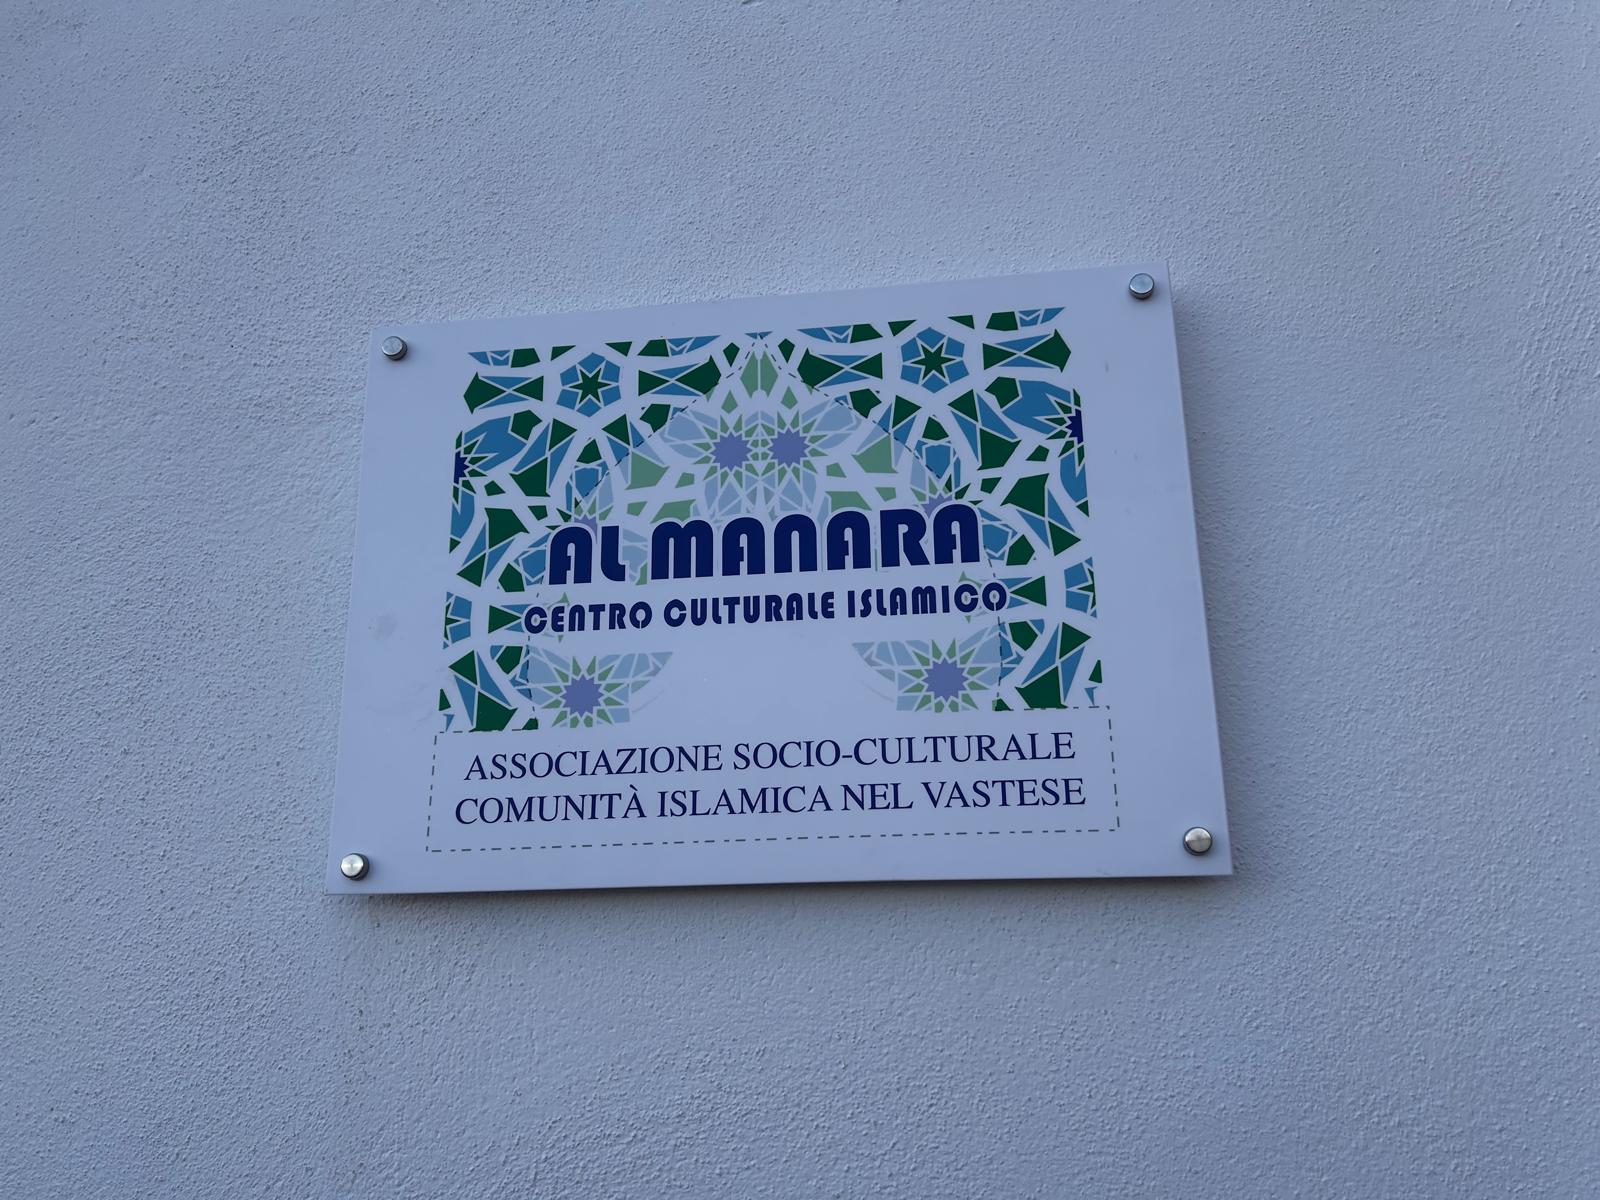 AL MANARA
CENTRO CULTURALE ISLAMICO
ASSOCIAZIONE SOCIO-CULTURALE
COMUNITÀ ISLAMICA NEL VASTESE